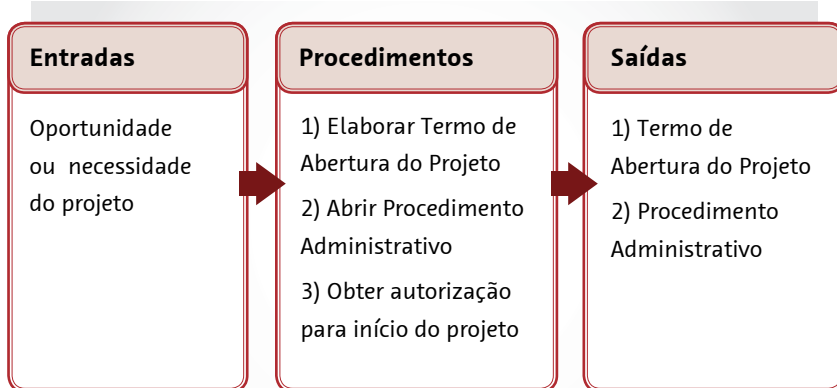 Entradas
Oportunidade
ou necessidade
do projeto
Procedimentos
1) Elaborar Termo de
Abertura do Projeto
2) Abrir Procedimento
Administrativo
3) Obter autorização
para início do projeto
Saídas
1) Termo de
Abertura do Projeto
2) Procedimento
Administrativo